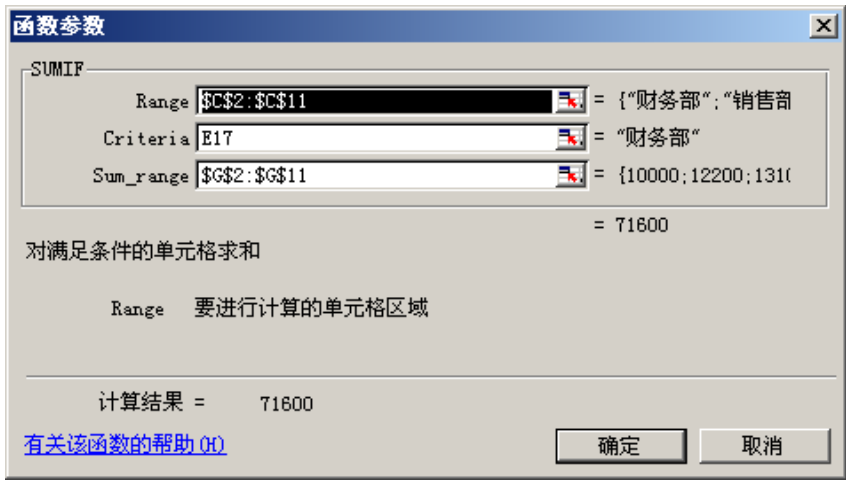 函数参数
SUMIF
Range $C$2:$C$11 = {"财务部";"销售部
Criteria E17 = "财务部"
Sum_range $G$2:$G$11 = {10000;12200;131(
= 71600
对满足条件的单元格求和
Range 要进行计算的单元格区域
计算结果 = 71600
有关该函数的帮助(H) 确定 取消